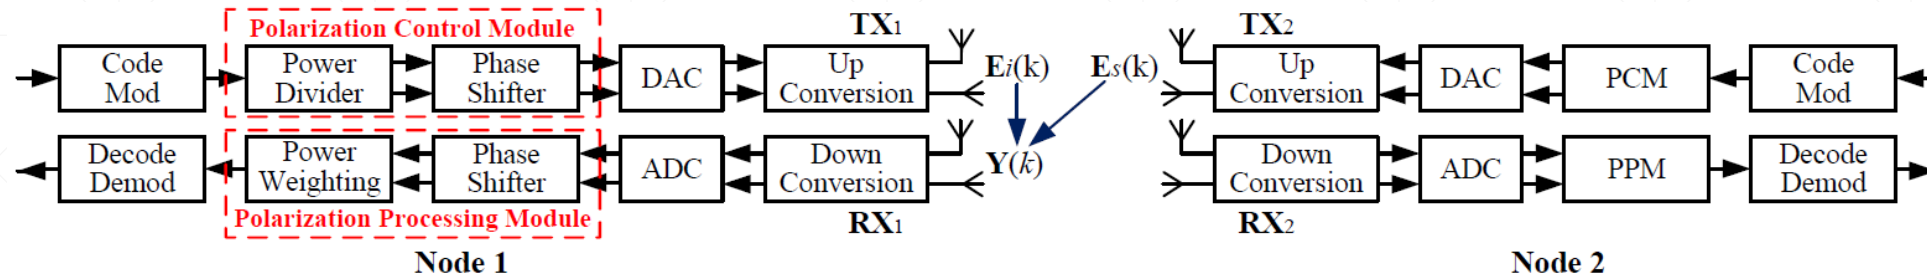 Polarization Control Module
TX1
TX2
Code
Mod
Power
Divider
Phase
Shifter
DAC
Up
Conversion
Ei(k)
Es(k)
Up
Conversion
DAC
PCM
Code
Mod
Decode
Demod
Power
Weighting
Phase
Shifter
ADC
Down
Conversion
Y(k)
Down
Conversion
ADC
PPM
Decode
Demod
Polarization Processing Module
RX1
RX2
Node 1
Node 2